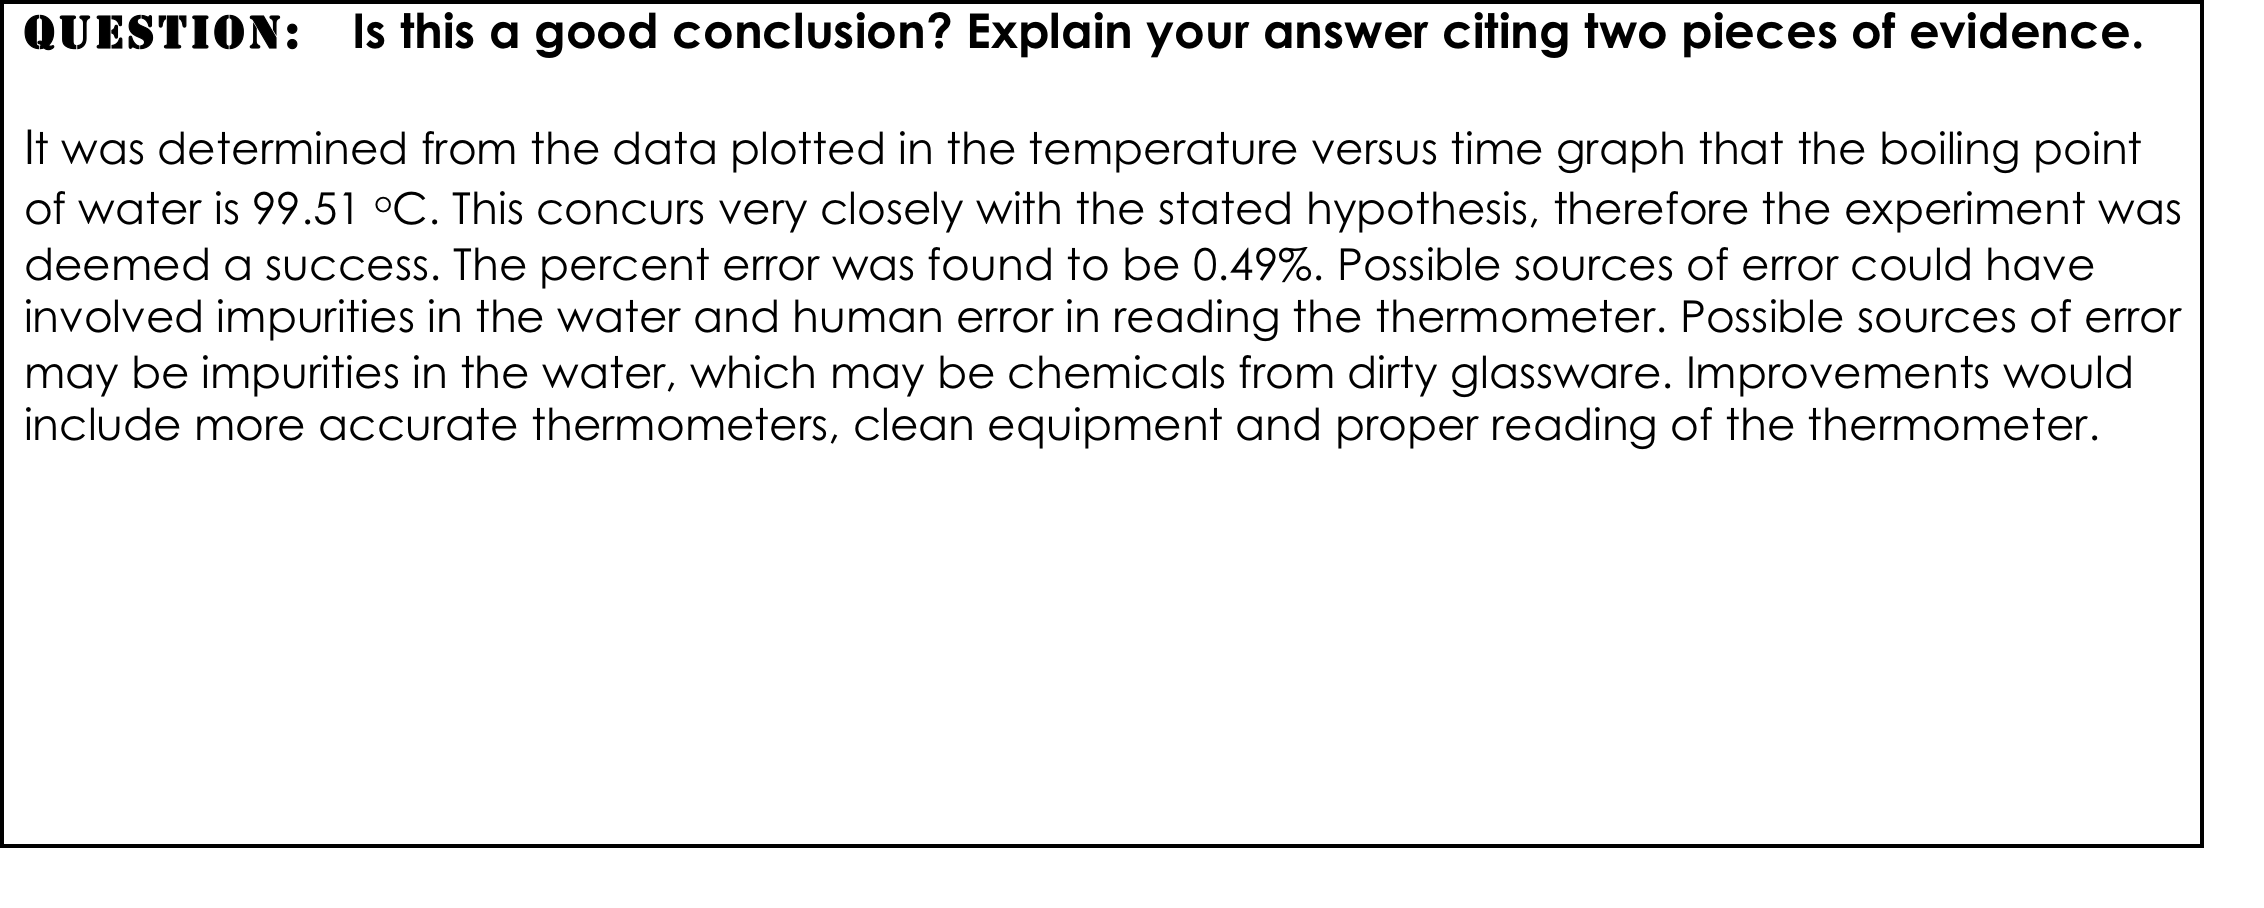 QUESTION: Is this a good conclusion? Explain your answer citing two pieces of evidence.
It was determined from the data plotted in the temperature versus time graph that the boiling point
of water is 99.51 ºC. This concurs very closely with the stated hypothesis, therefore the experiment was
deemed a success. The percent error was found to be 0.49%. Possible sources of error could have
involved impurities in the water and human error in reading the thermometer. Possible sources of error
may be impurities in the water, which may be chemicals from dirty glassware. Improvements would
include more accurate thermometers, clean equipment and proper reading of the thermometer.